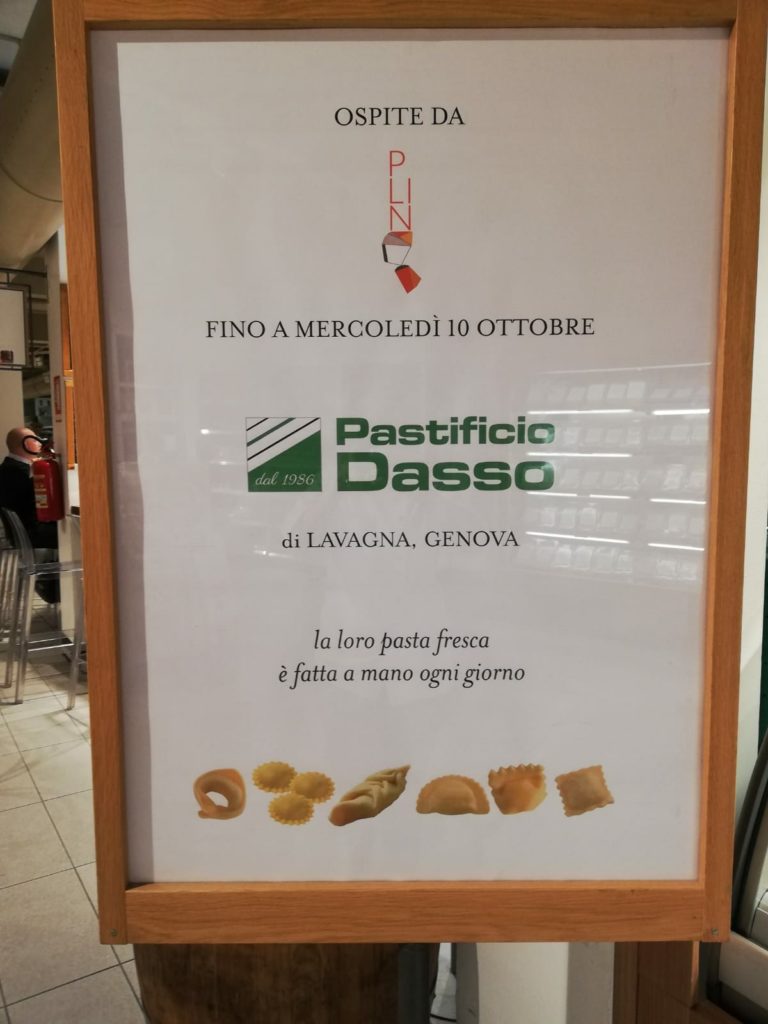 OSPITE DA
PLIN
FINO A MERCOLEDÌ 10 OTTOBRE
Pastificio
Dasso
dal 1986
di LAVAGNA, GENOVA
la loro pasta fresca
è fatta a mano ogni giorno